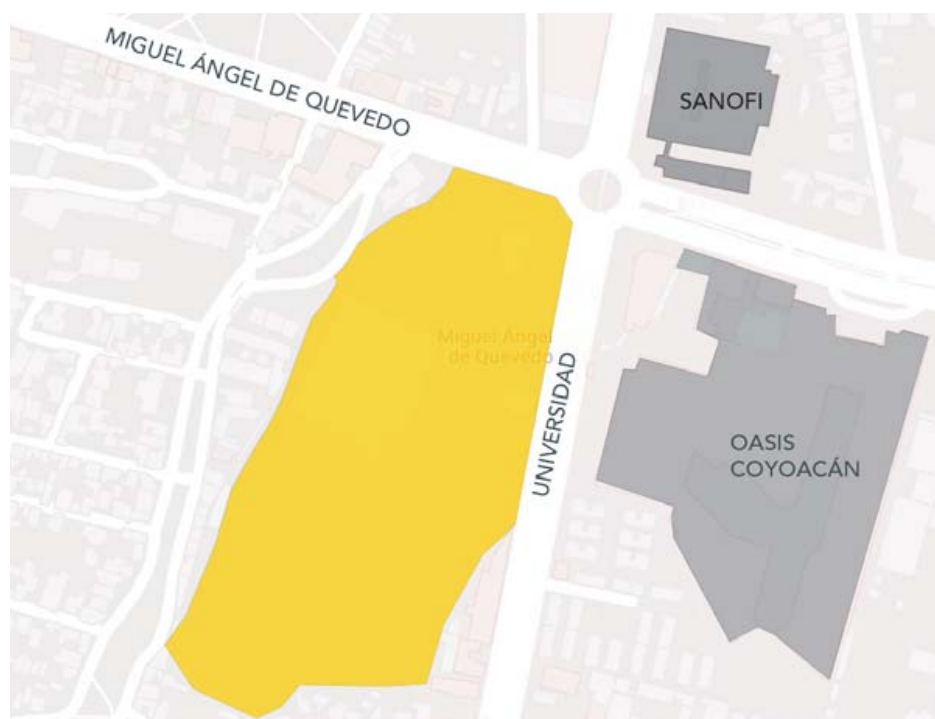 MIGUEL ÁNGEL DE QUEVEDO
SANOFI
Miguel Ángel
de Quevedo
UNIVERSIDAD
OASIS
COYOACÁN